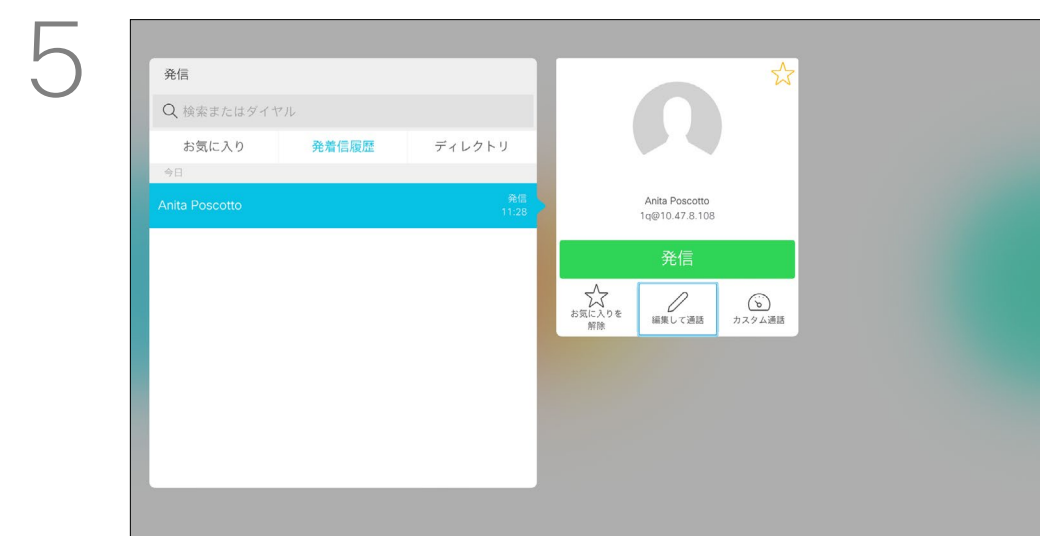 5
発信
検索またはダイヤル
お気に入り 発着信履歴 ディレクトリ
今日
Anita Poscotto
発信
11:28
Anita Poscotto
1q@10.47.8.108
発信
お気に入りを
解除
編集して通話
カスタム通話